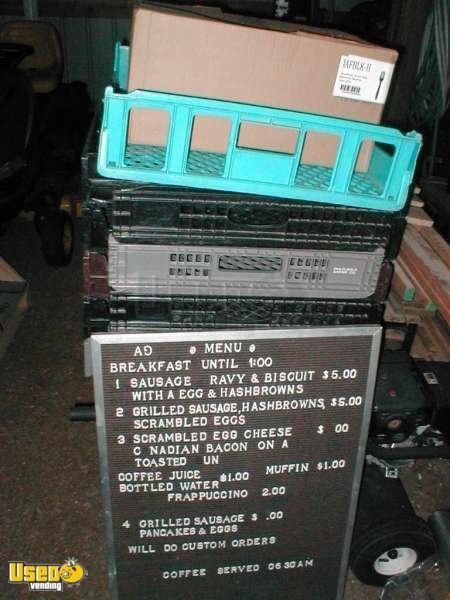 TAFBLK-H
AG @ MENU @
BREAKFAST UNTIL 1:00
1 SAUSAGE RAVY & BISCUIT $5.00
WITH A EGG & HASHBROWNS
2 GRILLED SAUSAGE, HASHBROWNS, $5.00
SCRAMBLED EGGS
3 SCRAMBLED EGG CHEESE $ 00
C NADIAN BACON ON A
TOASTED UN
COFFEE JUICE $1.00 MUFFIN $1.00
BOTTLED WATER
FRAPPUCCINO 2.00
4 GRILLED SAUSAGE $ .00
PANCAKES & EGGS
WILL DO CUSTOM ORDERS
COFFEE SERVED 06:30AM
Used vending